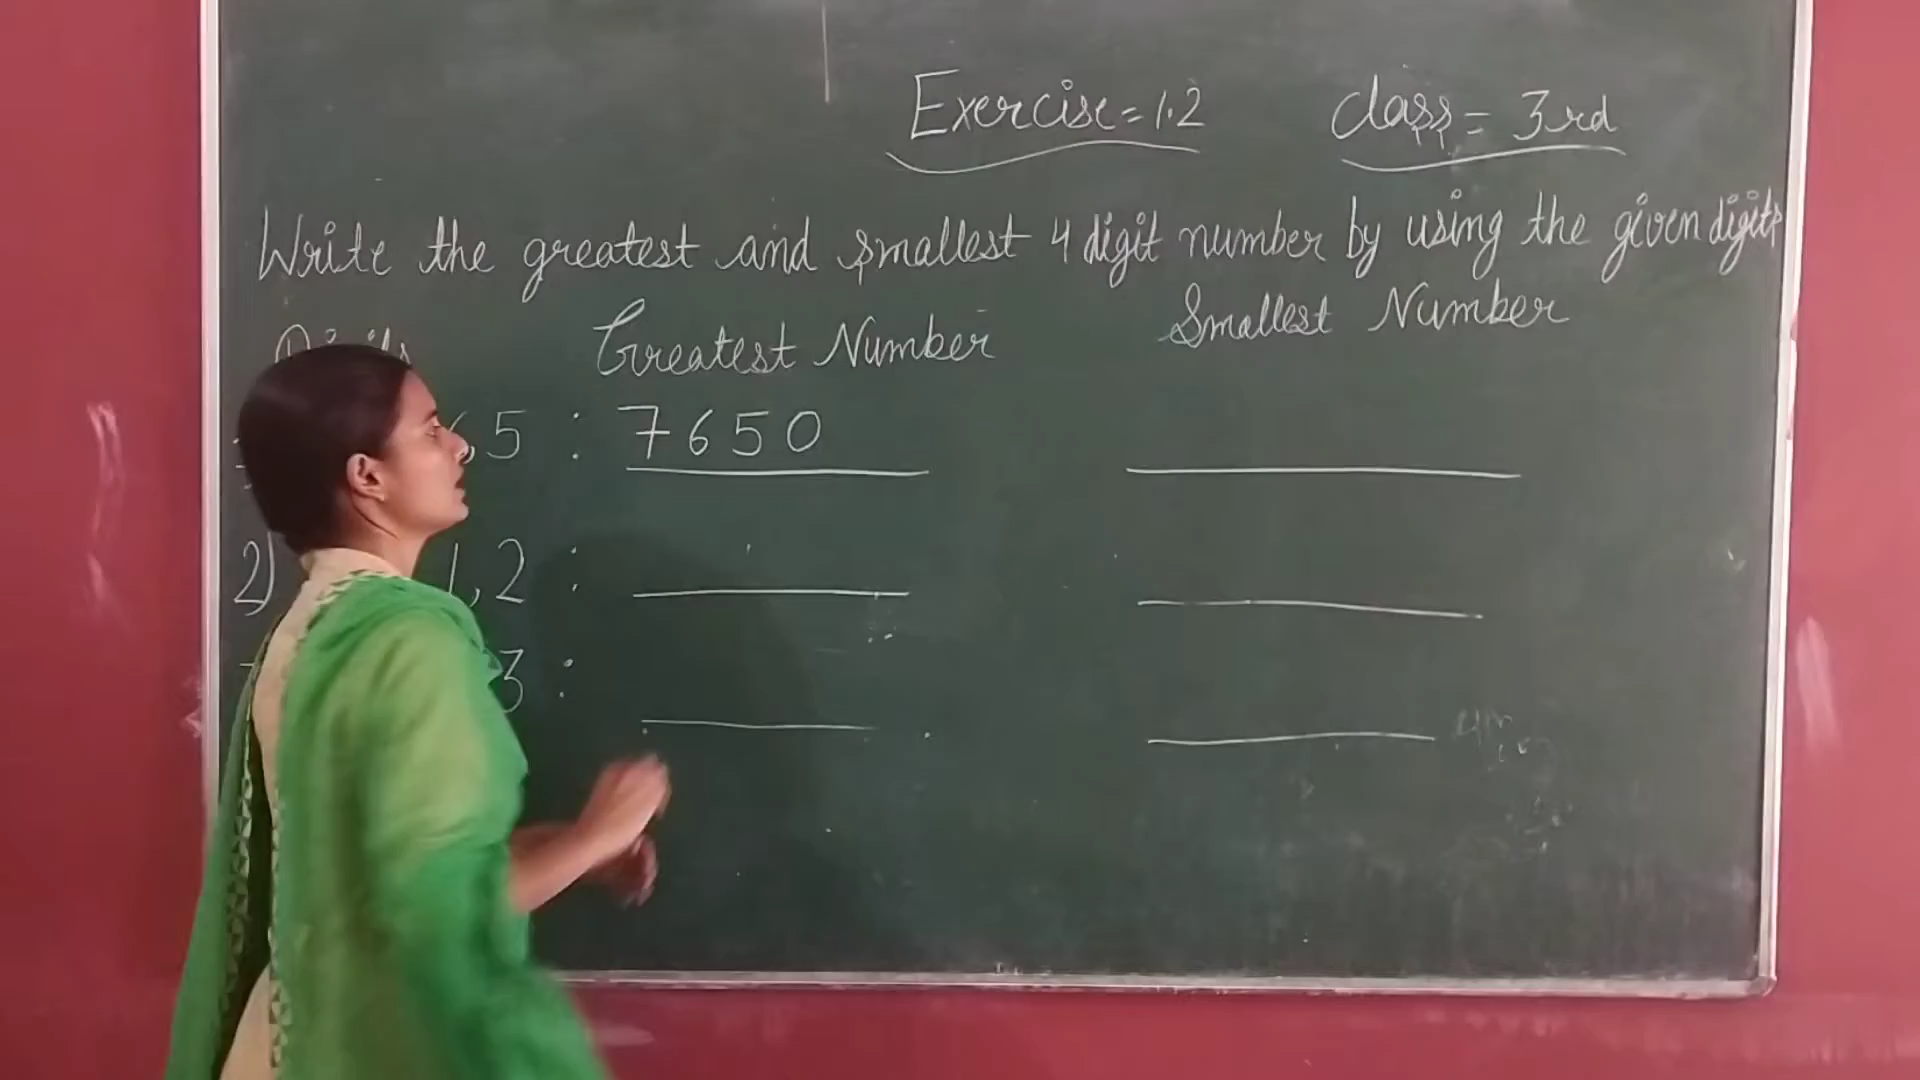 Exercise = 1.2
Class = 3rd
Write the greatest and smallest 4 digit number by using the given digits
Digits Greatest Number Smallest Number
,5 : 7650
2) 1,2 :
3 :